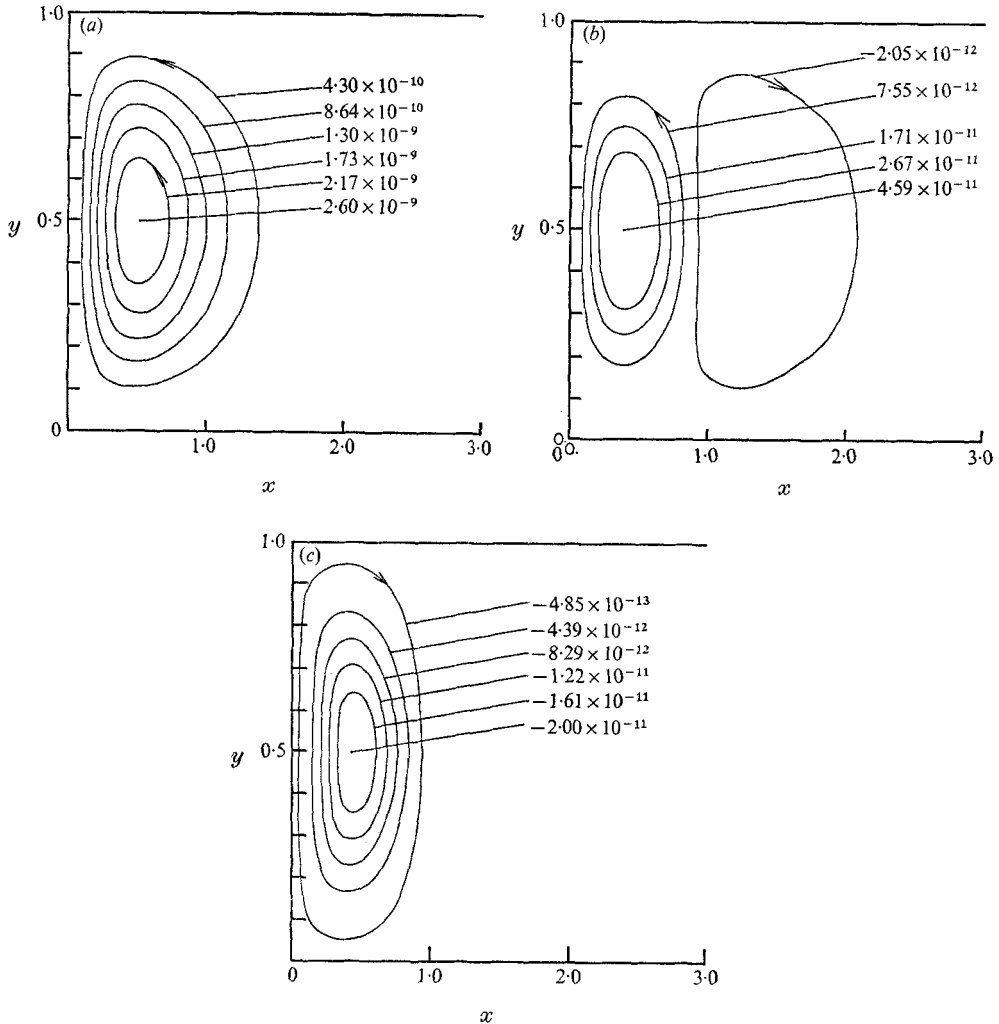 (a)
1·0
4·30 × 10⁻¹⁰
8·64 × 10⁻¹⁰
1·30 × 10⁻⁹
1·73 × 10⁻⁹
2·17 × 10⁻⁹
2·60 × 10⁻⁹
y 0·5
0
0 1·0 2·0 3·0
x
(b)
1·0
−2·05 × 10⁻¹²
7·55 × 10⁻¹²
1·71 × 10⁻¹¹
2·67 × 10⁻¹¹
4·59 × 10⁻¹¹
y 0·5
0
0 1·0 2·0 3·0
x
(c)
1·0
−4·85 × 10⁻¹³
−4·39 × 10⁻¹²
−8·29 × 10⁻¹²
−1·22 × 10⁻¹¹
−1·61 × 10⁻¹¹
−2·00 × 10⁻¹¹
y 0·5
0 1·0 2·0 3·0
x